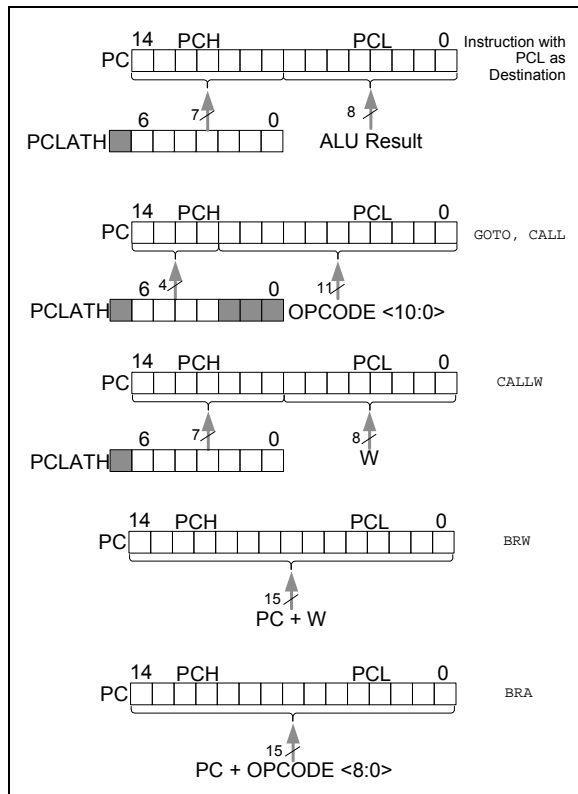 14 PCH PCL 0
PC
Instruction with
PCL as
Destination
7 8
6 0
PCLATH
ALU Result
14 PCH PCL 0
PC
GOTO, CALL
4 11
6 0
PCLATH OPCODE <10:0>
14 PCH PCL 0
PC
CALLW
7 8
6 0 W
PCLATH
14 PCH PCL 0
PC
BRW
15
PC + W
14 PCH PCL 0
PC
BRA
15
PC + OPCODE <8:0>